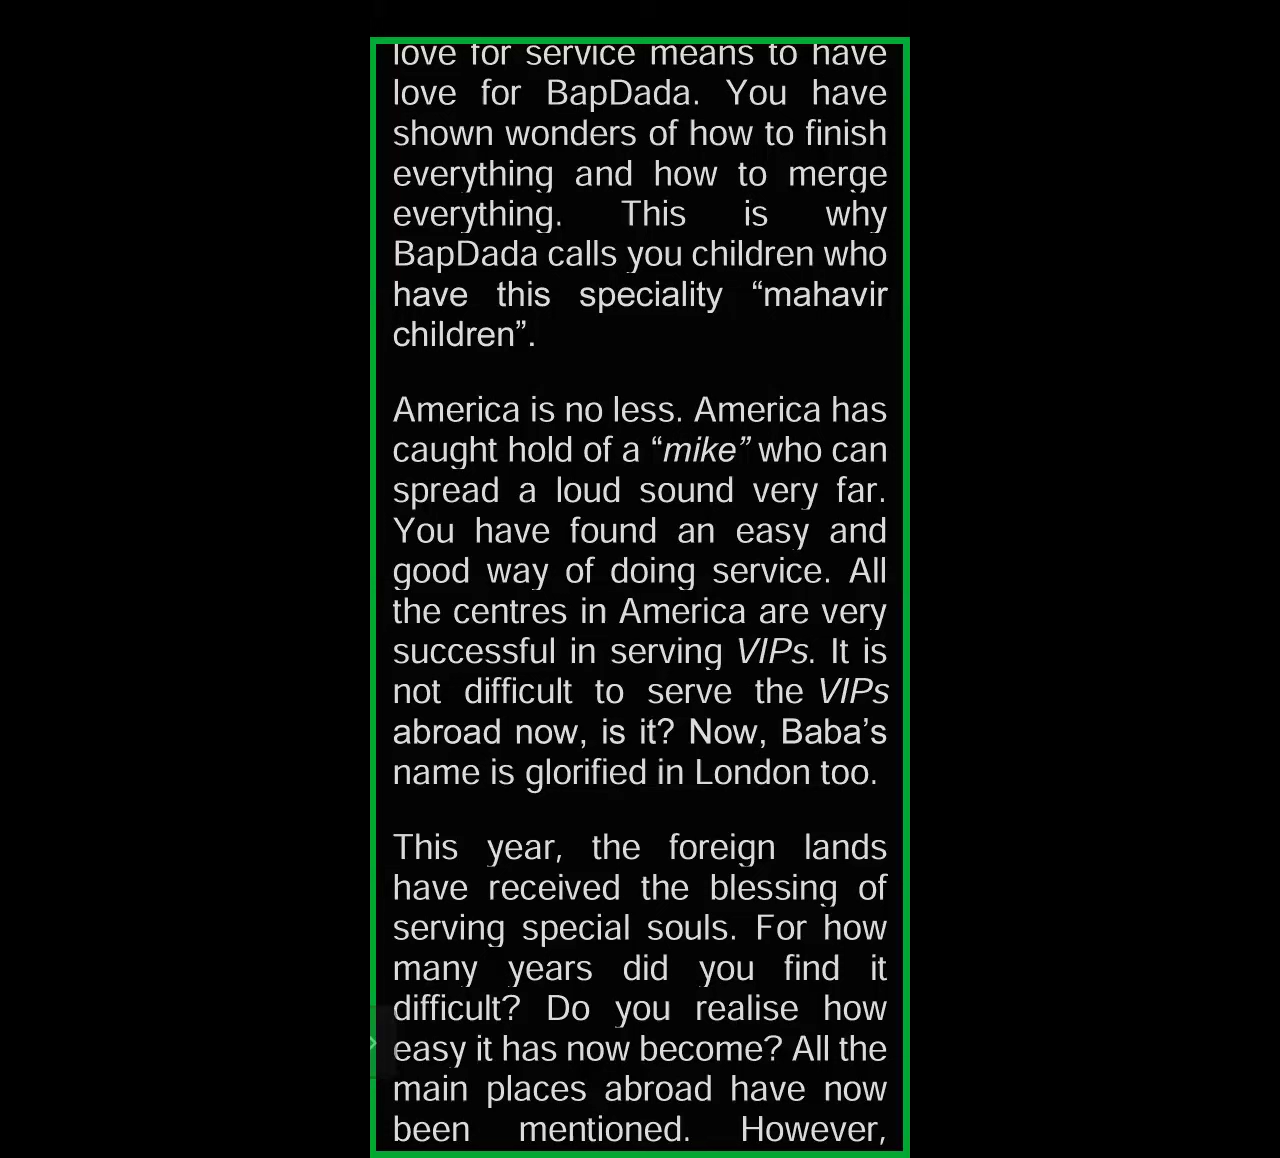 love for service means to have
love for BapDada. You have
shown wonders of how to finish
everything and how to merge
everything. This is why
BapDada calls you children who
have this speciality “mahavir
children”.
America is no less. America has
caught hold of a “mike” who can
spread a loud sound very far.
You have found an easy and
good way of doing service. All
the centres in America are very
successful in serving VIPs. It is
not difficult to serve the VIPs
abroad now, is it? Now, Baba’s
name is glorified in London too.
This year, the foreign lands
have received the blessing of
serving special souls. For how
many years did you find it
difficult? Do you realise how
easy it has now become? All the
main places abroad have now
been mentioned. However,